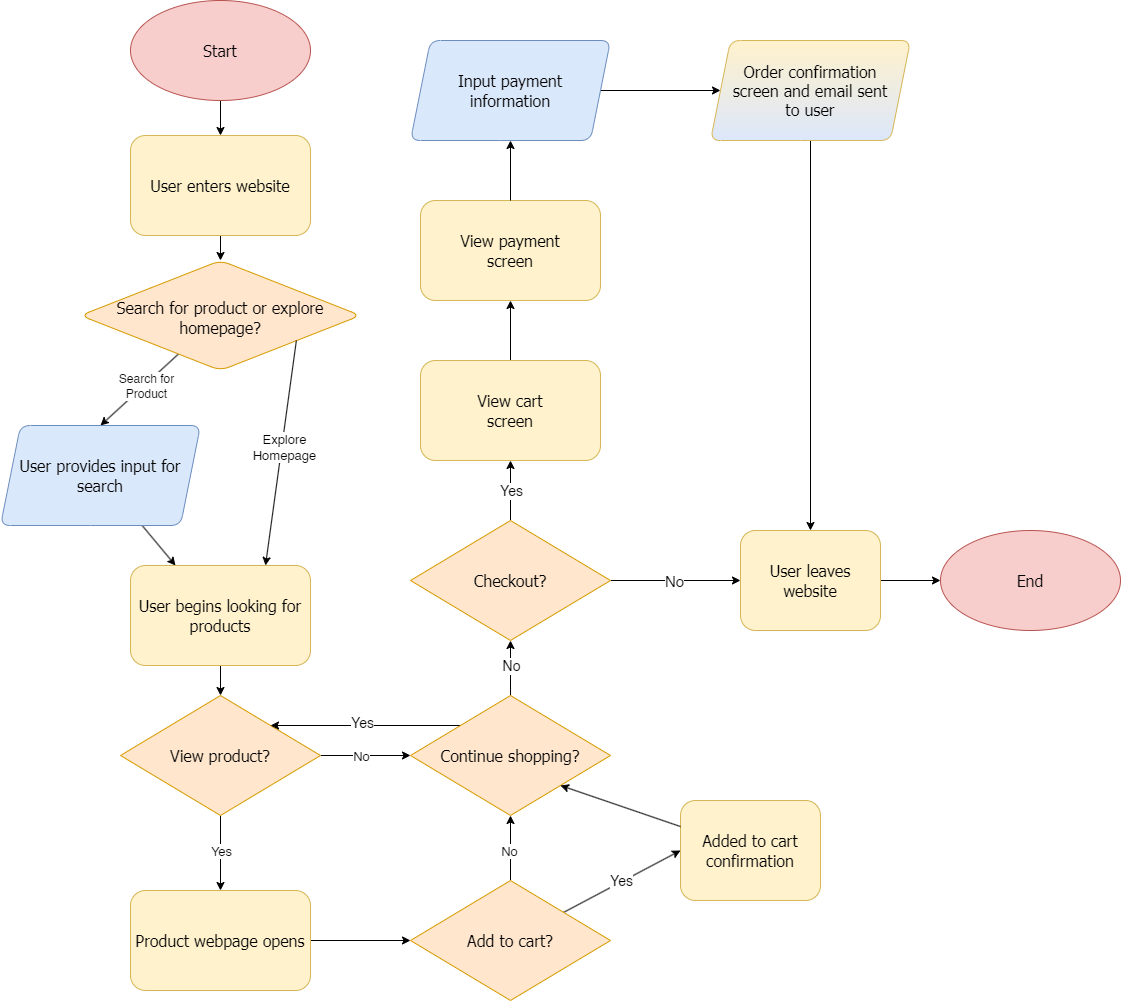 Start
User enters website
Search for product or explore
homepage?
Search for
Product
Explore
Homepage
User provides input for
search
User begins looking for
products
View product?
Yes
No
Product webpage opens
Add to cart?
Yes
No
Added to cart
confirmation
Continue shopping?
Yes
No
Checkout?
Yes
No
View cart
screen
View payment
screen
Input payment
information
Order confirmation
screen and email sent
to user
User leaves
website
End